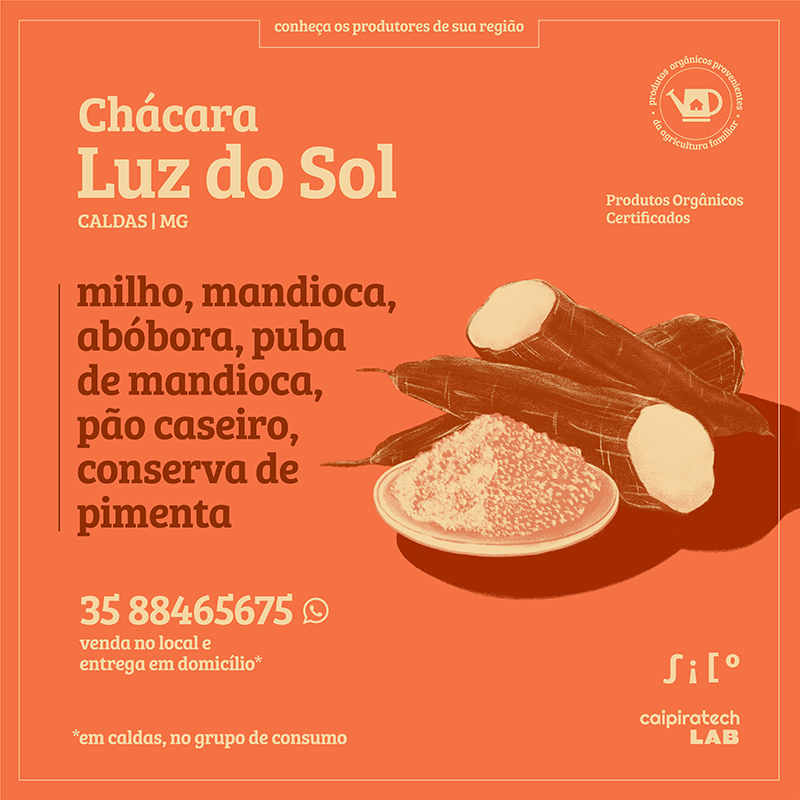 conheça os produtores de sua região
produtos orgânicos provenientes
• da agricultura familiar •
Chácara
Luz do Sol
CALDAS | MG
Produtos Orgânicos
Certificados
milho, mandioca,
abóbora, puba
de mandioca,
pão caseiro,
conserva de
pimenta
35 88465675
venda no local e
entrega em domicílio*
*em caldas, no grupo de consumo
caipiratech
LAB